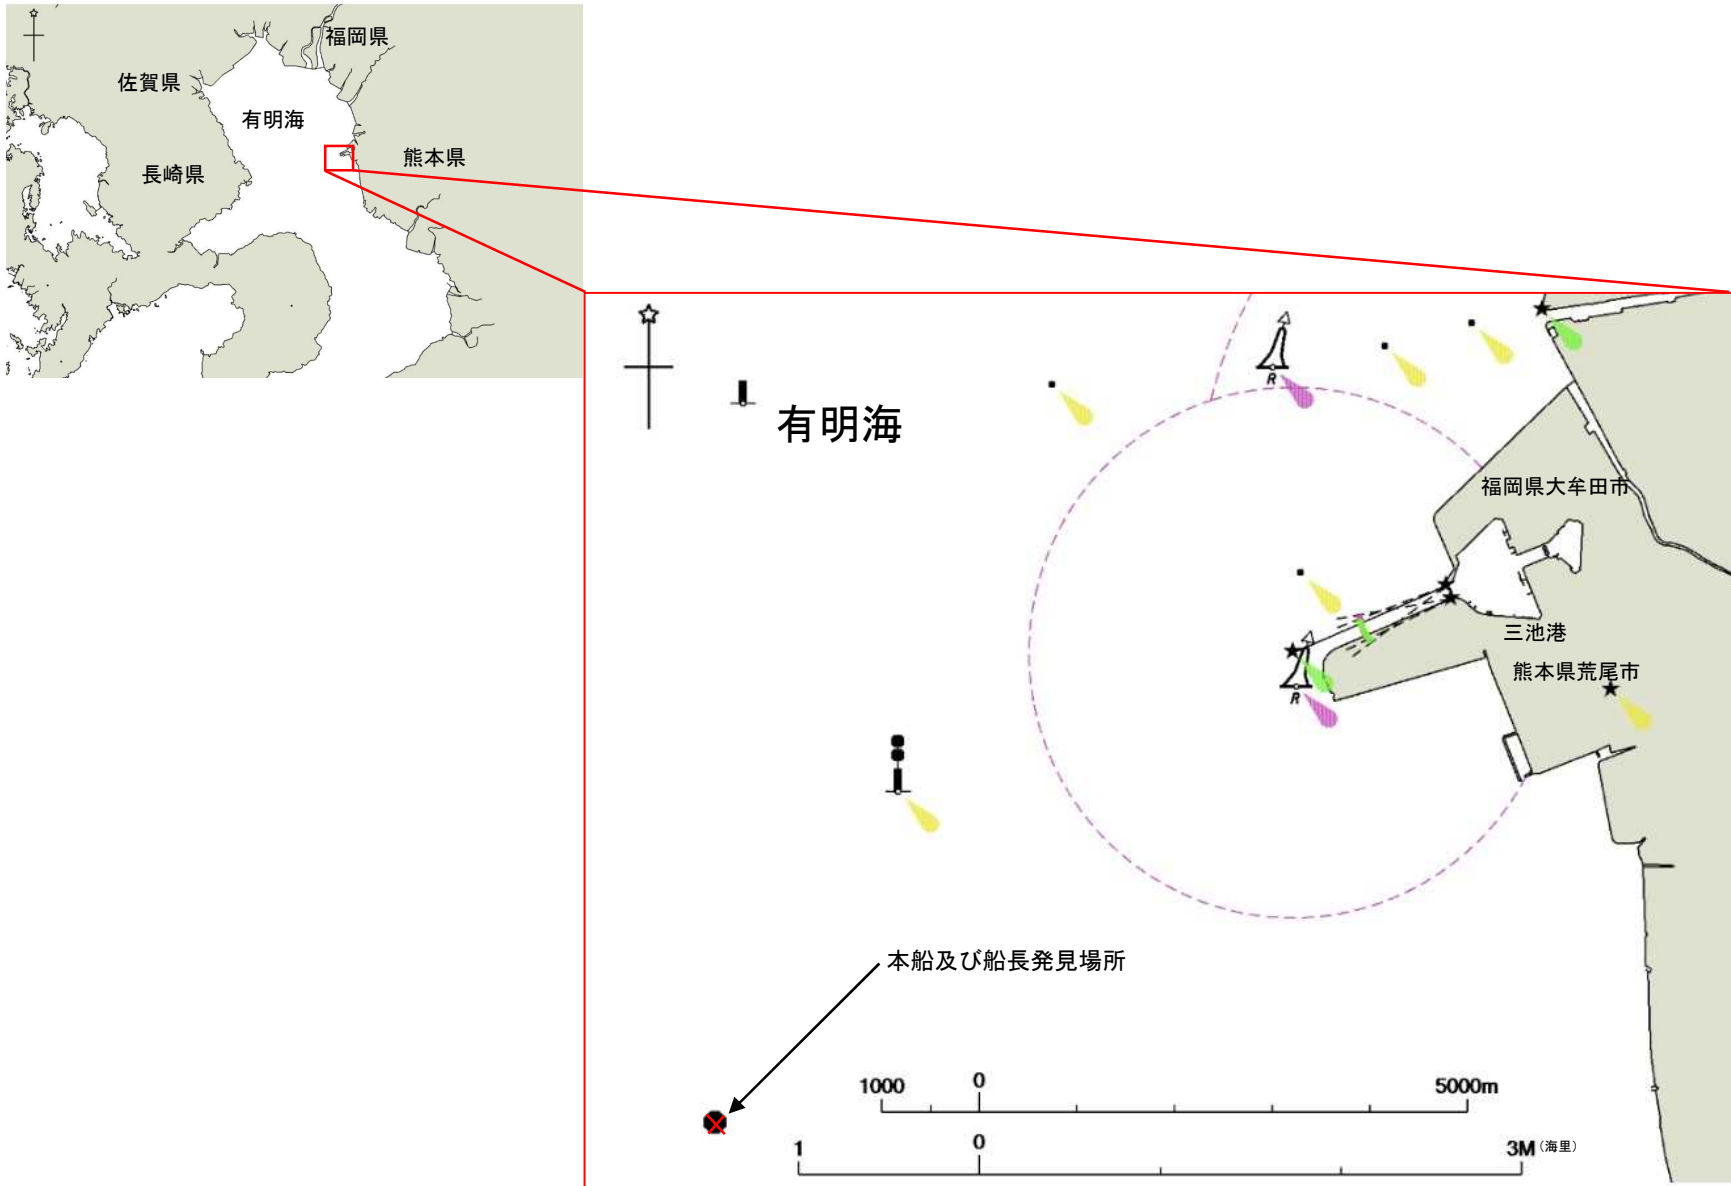 福岡県
佐賀県
有明海
熊本県
長崎県
有明海
R
福岡県大牟田市
三池港
熊本県荒尾市
R
本船及び船長発見場所
1000 0 5000m
1 0 3M（海里）